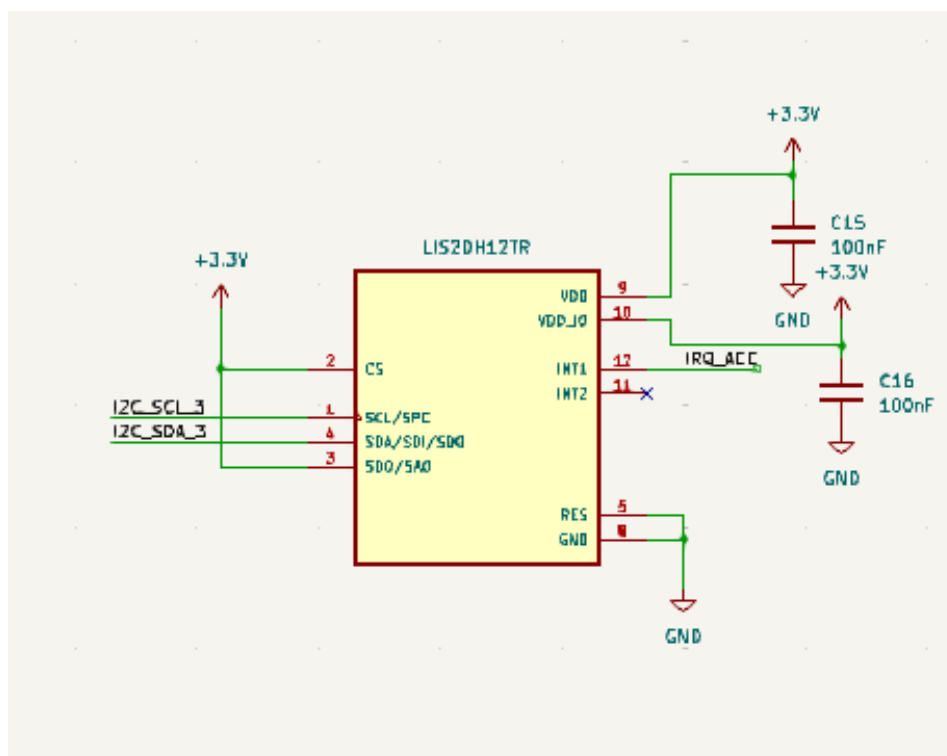 +3.3V
C15
100nF
GND
LIS2DH12TR
+3.3V
+3.3V
9
VDD
10
VDD_IO
12
INT1
IRQ_ACC
11
INT2
2
CS
I2C_SCL_3
1
SCL/SPC
I2C_SDA_3
4
SDA/SDI/SDO
3
SDO/SA0
C16
100nF
GND
5
RES
GND
GND